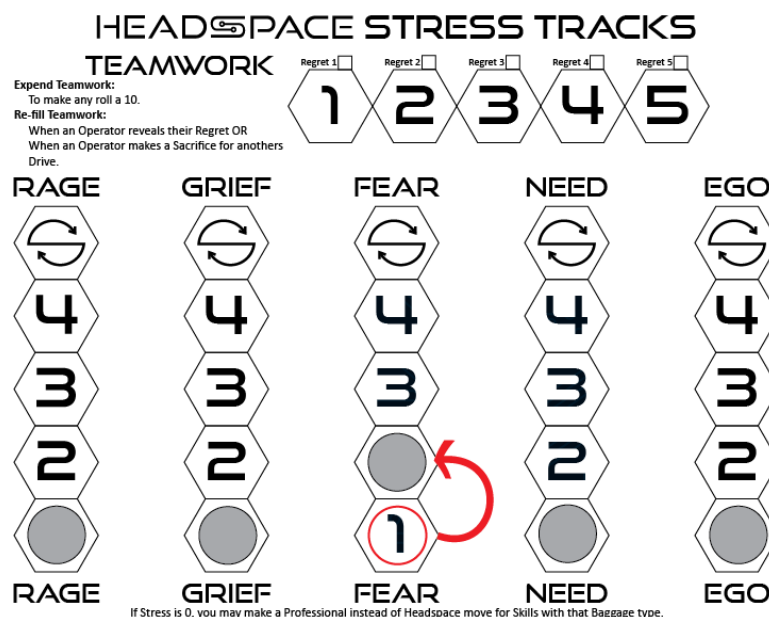 HEADSPACE STRESS TRACKS
TEAMWORK
Regret 1 Regret 2 Regret 3 Regret 4 Regret 5
Expend Teamwork:
To make any roll a 10.
Re-fill Teamwork:
When an Operator reveals their Regret OR
When an Operator makes a Sacrifice for anothers
Drive.
1 2 3 4 5
RAGE GRIEF FEAR NEED EGO
4 4 4 4 4
3 3 3 3 3
2 2 2 2
1
RAGE GRIEF FEAR NEED EGO
If Stress is 0, you may make a Professional instead of Headspace move for Skills with that Baggage type.